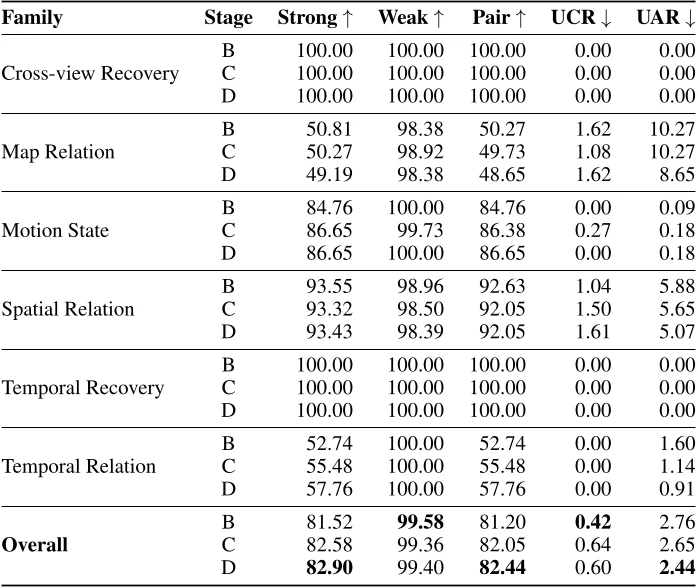 Family Stage Strong ↑ Weak ↑ Pair ↑ UCR ↓ UAR ↓
B 100.00 100.00 100.00 0.00 0.00
Cross-view Recovery C 100.00 100.00 100.00 0.00 0.00
D 100.00 100.00 100.00 0.00 0.00
B 50.81 98.38 50.27 1.62 10.27
Map Relation C 50.27 98.92 49.73 1.08 10.27
D 49.19 98.38 48.65 1.62 8.65
B 84.76 100.00 84.76 0.00 0.09
Motion State C 86.65 99.73 86.38 0.27 0.18
D 86.65 100.00 86.65 0.00 0.18
B 93.55 98.96 92.63 1.04 5.88
Spatial Relation C 93.32 98.50 92.05 1.50 5.65
D 93.43 98.39 92.05 1.61 5.07
B 100.00 100.00 100.00 0.00 0.00
Temporal Recovery C 100.00 100.00 100.00 0.00 0.00
D 100.00 100.00 100.00 0.00 0.00
B 52.74 100.00 52.74 0.00 1.60
Temporal Relation C 55.48 100.00 55.48 0.00 1.14
D 57.76 100.00 57.76 0.00 0.91
B 81.52 99.58 81.20 0.42 2.76
Overall C 82.58 99.36 82.05 0.64 2.65
D 82.90 99.40 82.44 0.60 2.44